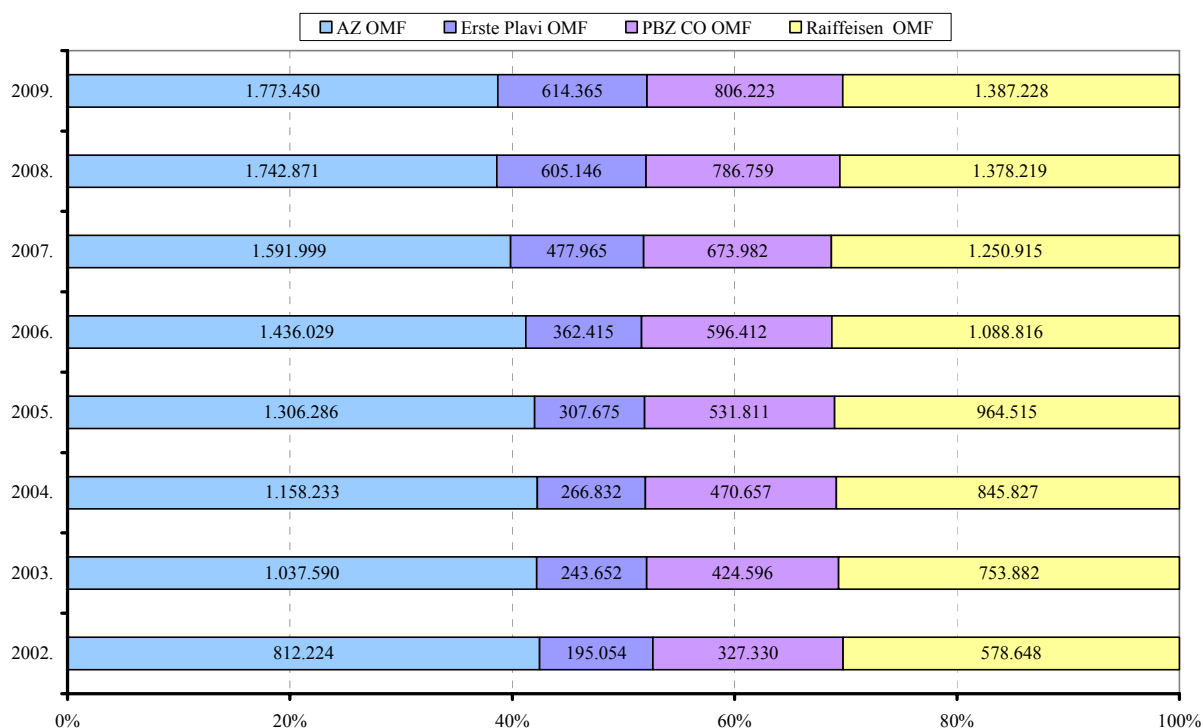 AZ OMF Erste Plavi OMF PBZ CO OMF Raiffeisen OMF
2009. 1.773.450 614.365 806.223 1.387.228
2008. 1.742.871 605.146 786.759 1.378.219
2007. 1.591.999 477.965 673.982 1.250.915
2006. 1.436.029 362.415 596.412 1.088.816
2005. 1.306.286 307.675 531.811 964.515
2004. 1.158.233 266.832 470.657 845.827
2003. 1.037.590 243.652 424.596 753.882
2002. 812.224 195.054 327.330 578.648
0% 20% 40% 60% 80% 100%